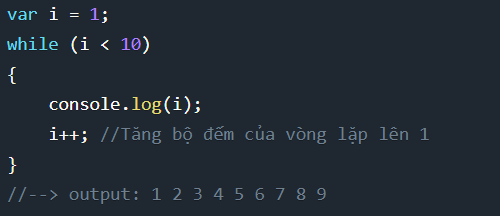 var i = 1;
while (i < 10)
{
    console.log(i);
    i++; //Tăng bộ đếm của vòng lặp lên 1
}
//--> output: 1 2 3 4 5 6 7 8 9